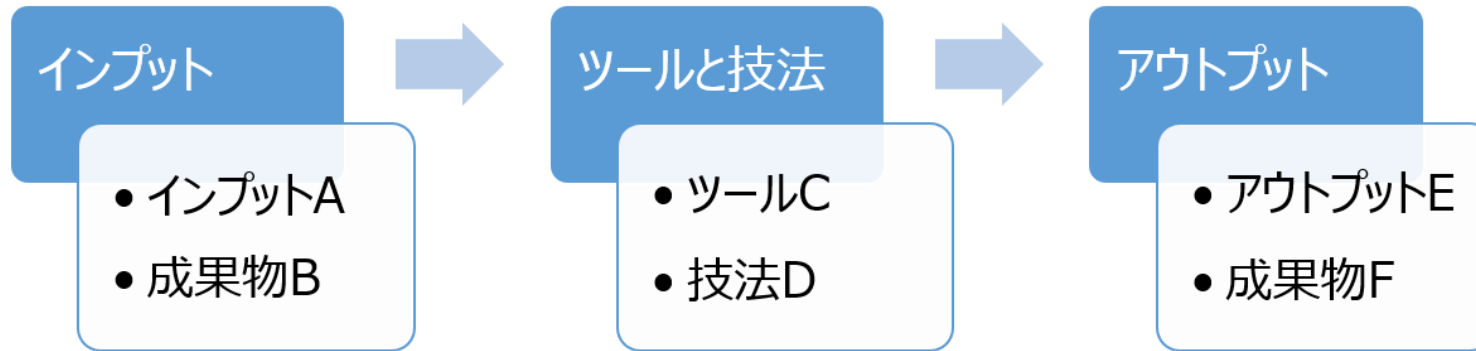 インプット
• インプットA
• 成果物B
ツールと技法
• ツールC
• 技法D
アウトプット
• アウトプットE
• 成果物F